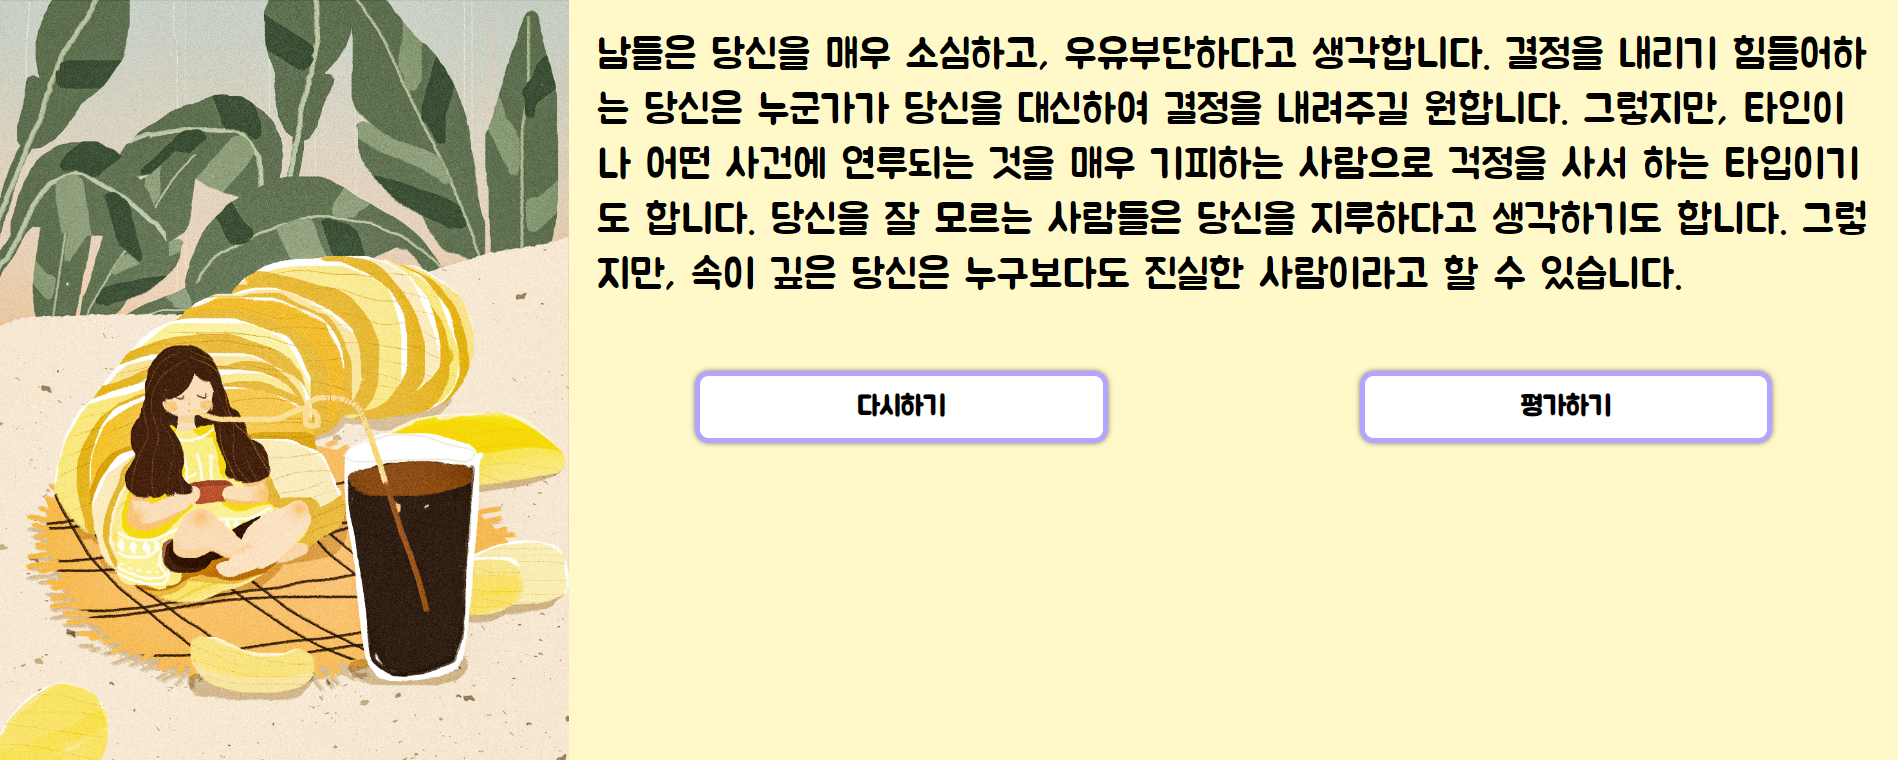 남들은 당신을 매우 소심하고, 우유부단하다고 생각합니다. 결정을 내리기 힘들어하
는 당신은 누군가가 당신을 대신하여 결정을 내려주길 원합니다. 그렇지만, 타인이
나 어떤 사건에 연루되는 것을 매우 기피하는 사람으로 걱정을 사서 하는 타입이기
도 합니다. 당신을 잘 모르는 사람들은 당신을 지루하다고 생각하기도 합니다. 그렇
지만, 속이 깊은 당신은 누구보다도 진실한 사람이라고 할 수 있습니다.
다시하기
평가하기